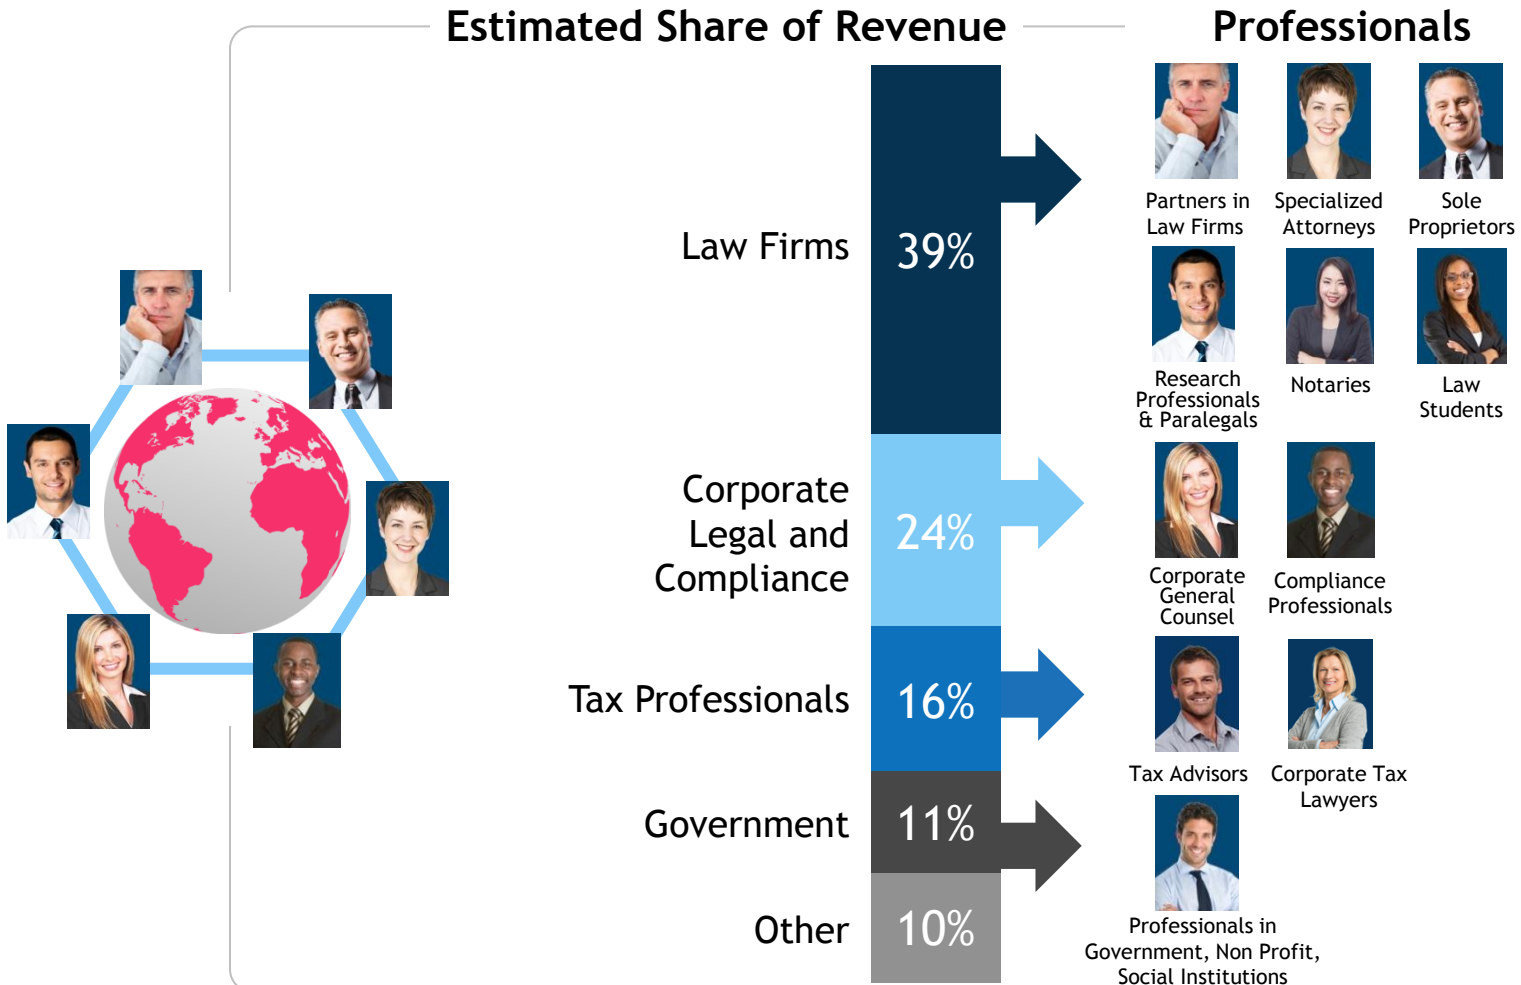 Estimated Share of Revenue
Professionals
Law Firms
39%
Partners in
Law Firms
Specialized
Attorneys
Sole
Proprietors
Research
Professionals
& Paralegals
Notaries
Law
Students
Corporate
Legal and
Compliance
24%
Corporate
General
Counsel
Compliance
Professionals
Tax Professionals
16%
Tax Advisors
Corporate Tax
Lawyers
Government
11%
Professionals in
Government, Non Profit,
Social Institutions
Other
10%